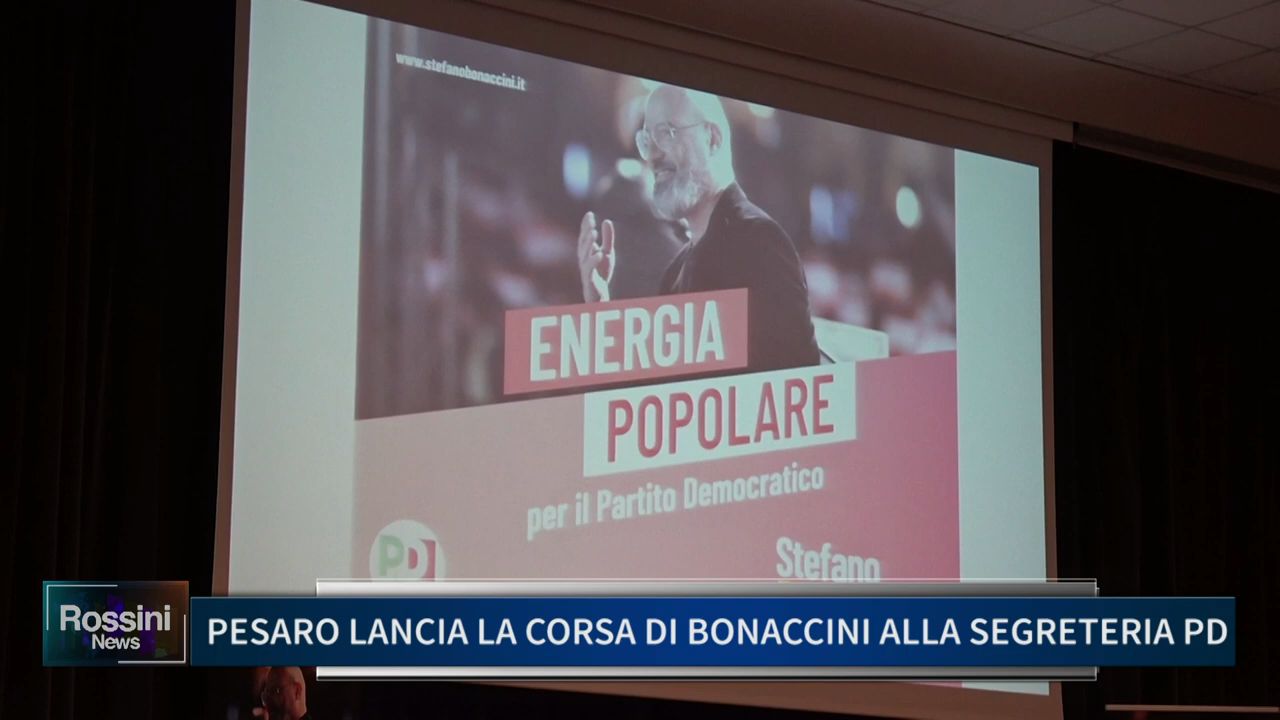 www.stefanobonaccini.it
ENERGIA
POPOLARE
per il Partito Democratico
PD
Stefano
Rossini
News
PESARO LANCIA LA CORSA DI BONACCINI ALLA SEGRETERIA PD